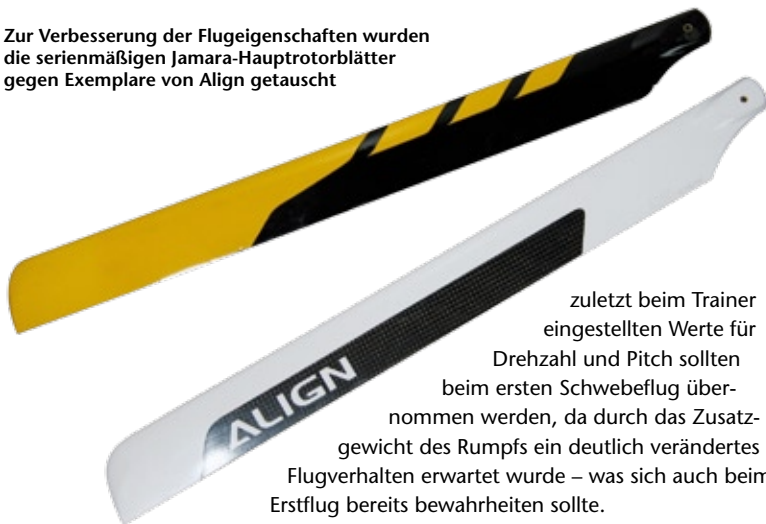 Zur Verbesserung der Flugeigenschaften wurden
die serienmäßigen Jamara-Hauptrotorblätter
gegen Exemplare von Align getauscht
ALIGN
zuletzt beim Trainer
eingestellten Werte für
Drehzahl und Pitch sollten
beim ersten Schwebeflug über-
nommen werden, da durch das Zusatz-
gewicht des Rumpfs ein deutlich verändertes
Flugverhalten erwartet wurde – was sich auch beim
Erstflug bereits bewahrheiten sollte.